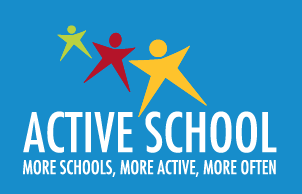 ACTIVE SCHOOL
MORE SCHOOLS, MORE ACTIVE, MORE OFTEN